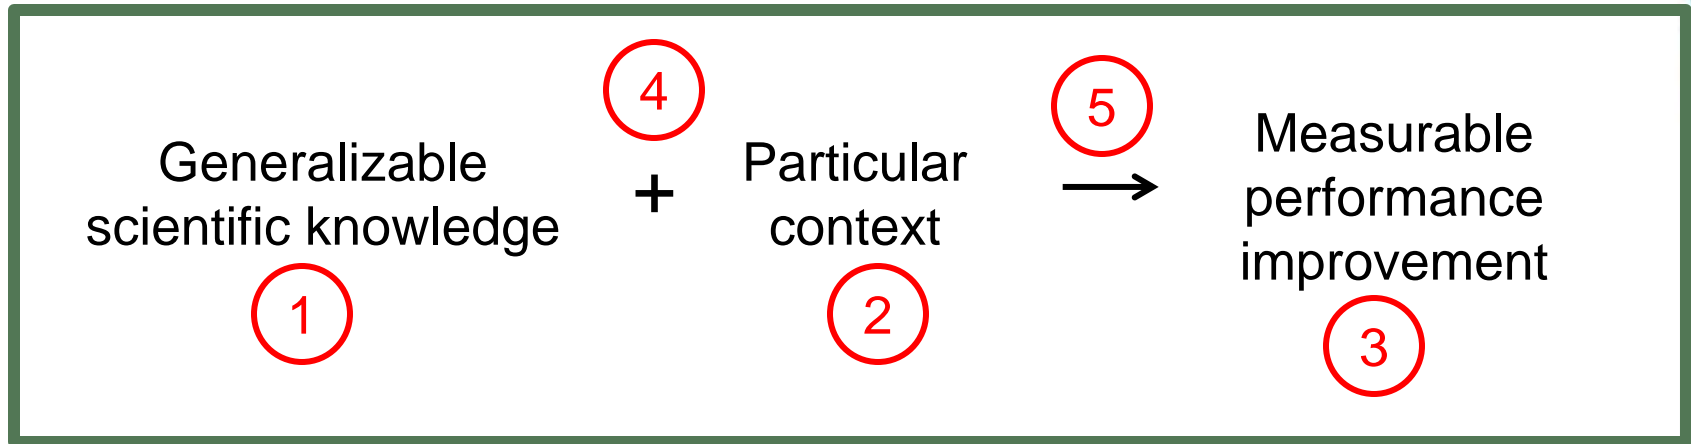 4
5
Generalizable
scientific knowledge
+
Particular
context
→
Measurable
performance
improvement
1
2
3